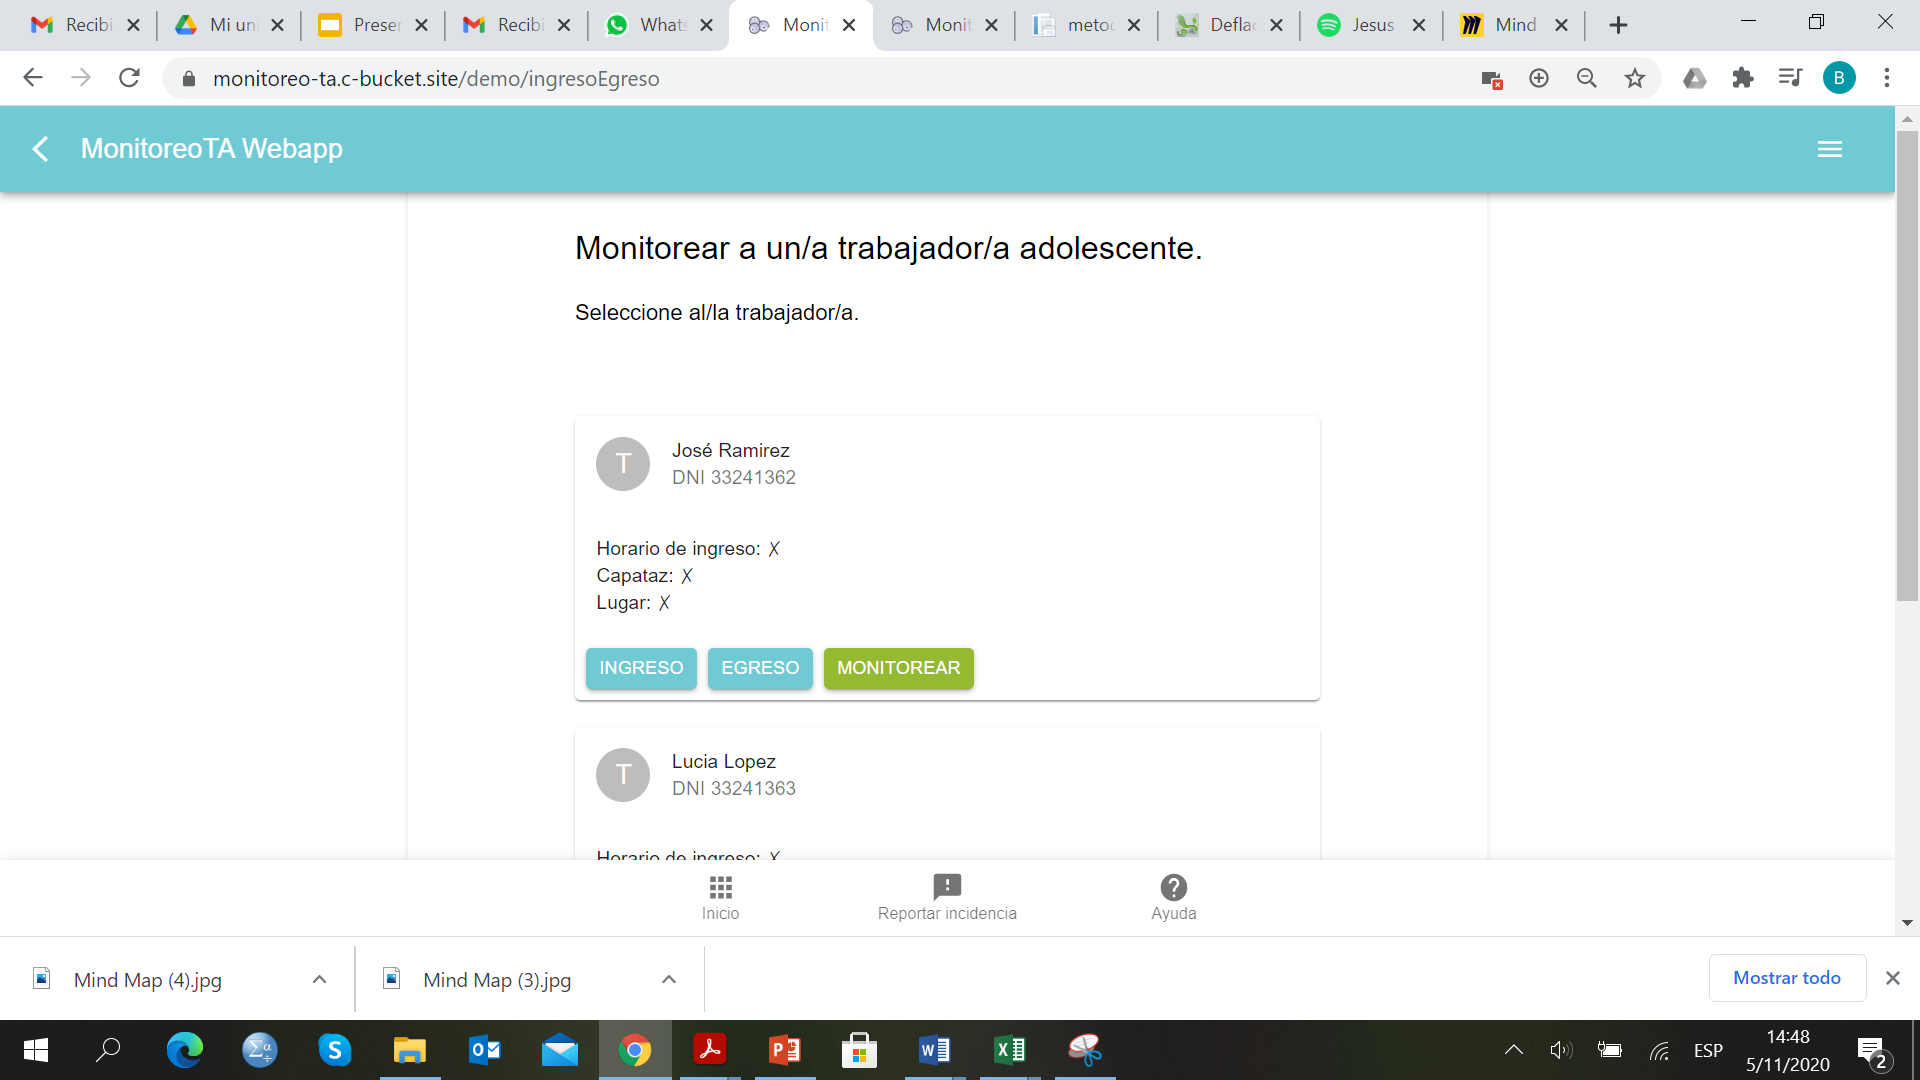 Recibi
Mi uni
Preser
Recibi
Whats
Monit
Monit
metoc
Deflac
Jesus
Mind
monitoreo-ta.c-bucket.site/demo/ingresoEgreso
B
MonitoreoTA Webapp
Monitorear a un/a trabajador/a adolescente.
Seleccione al/la trabajador/a.
T
José Ramirez
DNI 33241362
Horario de ingreso: X
Capataz: X
Lugar: X
INGRESO
EGRESO
MONITOREAR
T
Lucia Lopez
DNI 33241363
Horario de ingreso: X
Inicio
Reportar incidencia
Ayuda
Mind Map (4).jpg
Mind Map (3).jpg
Mostrar todo
ESP
14:48
5/11/2020
2